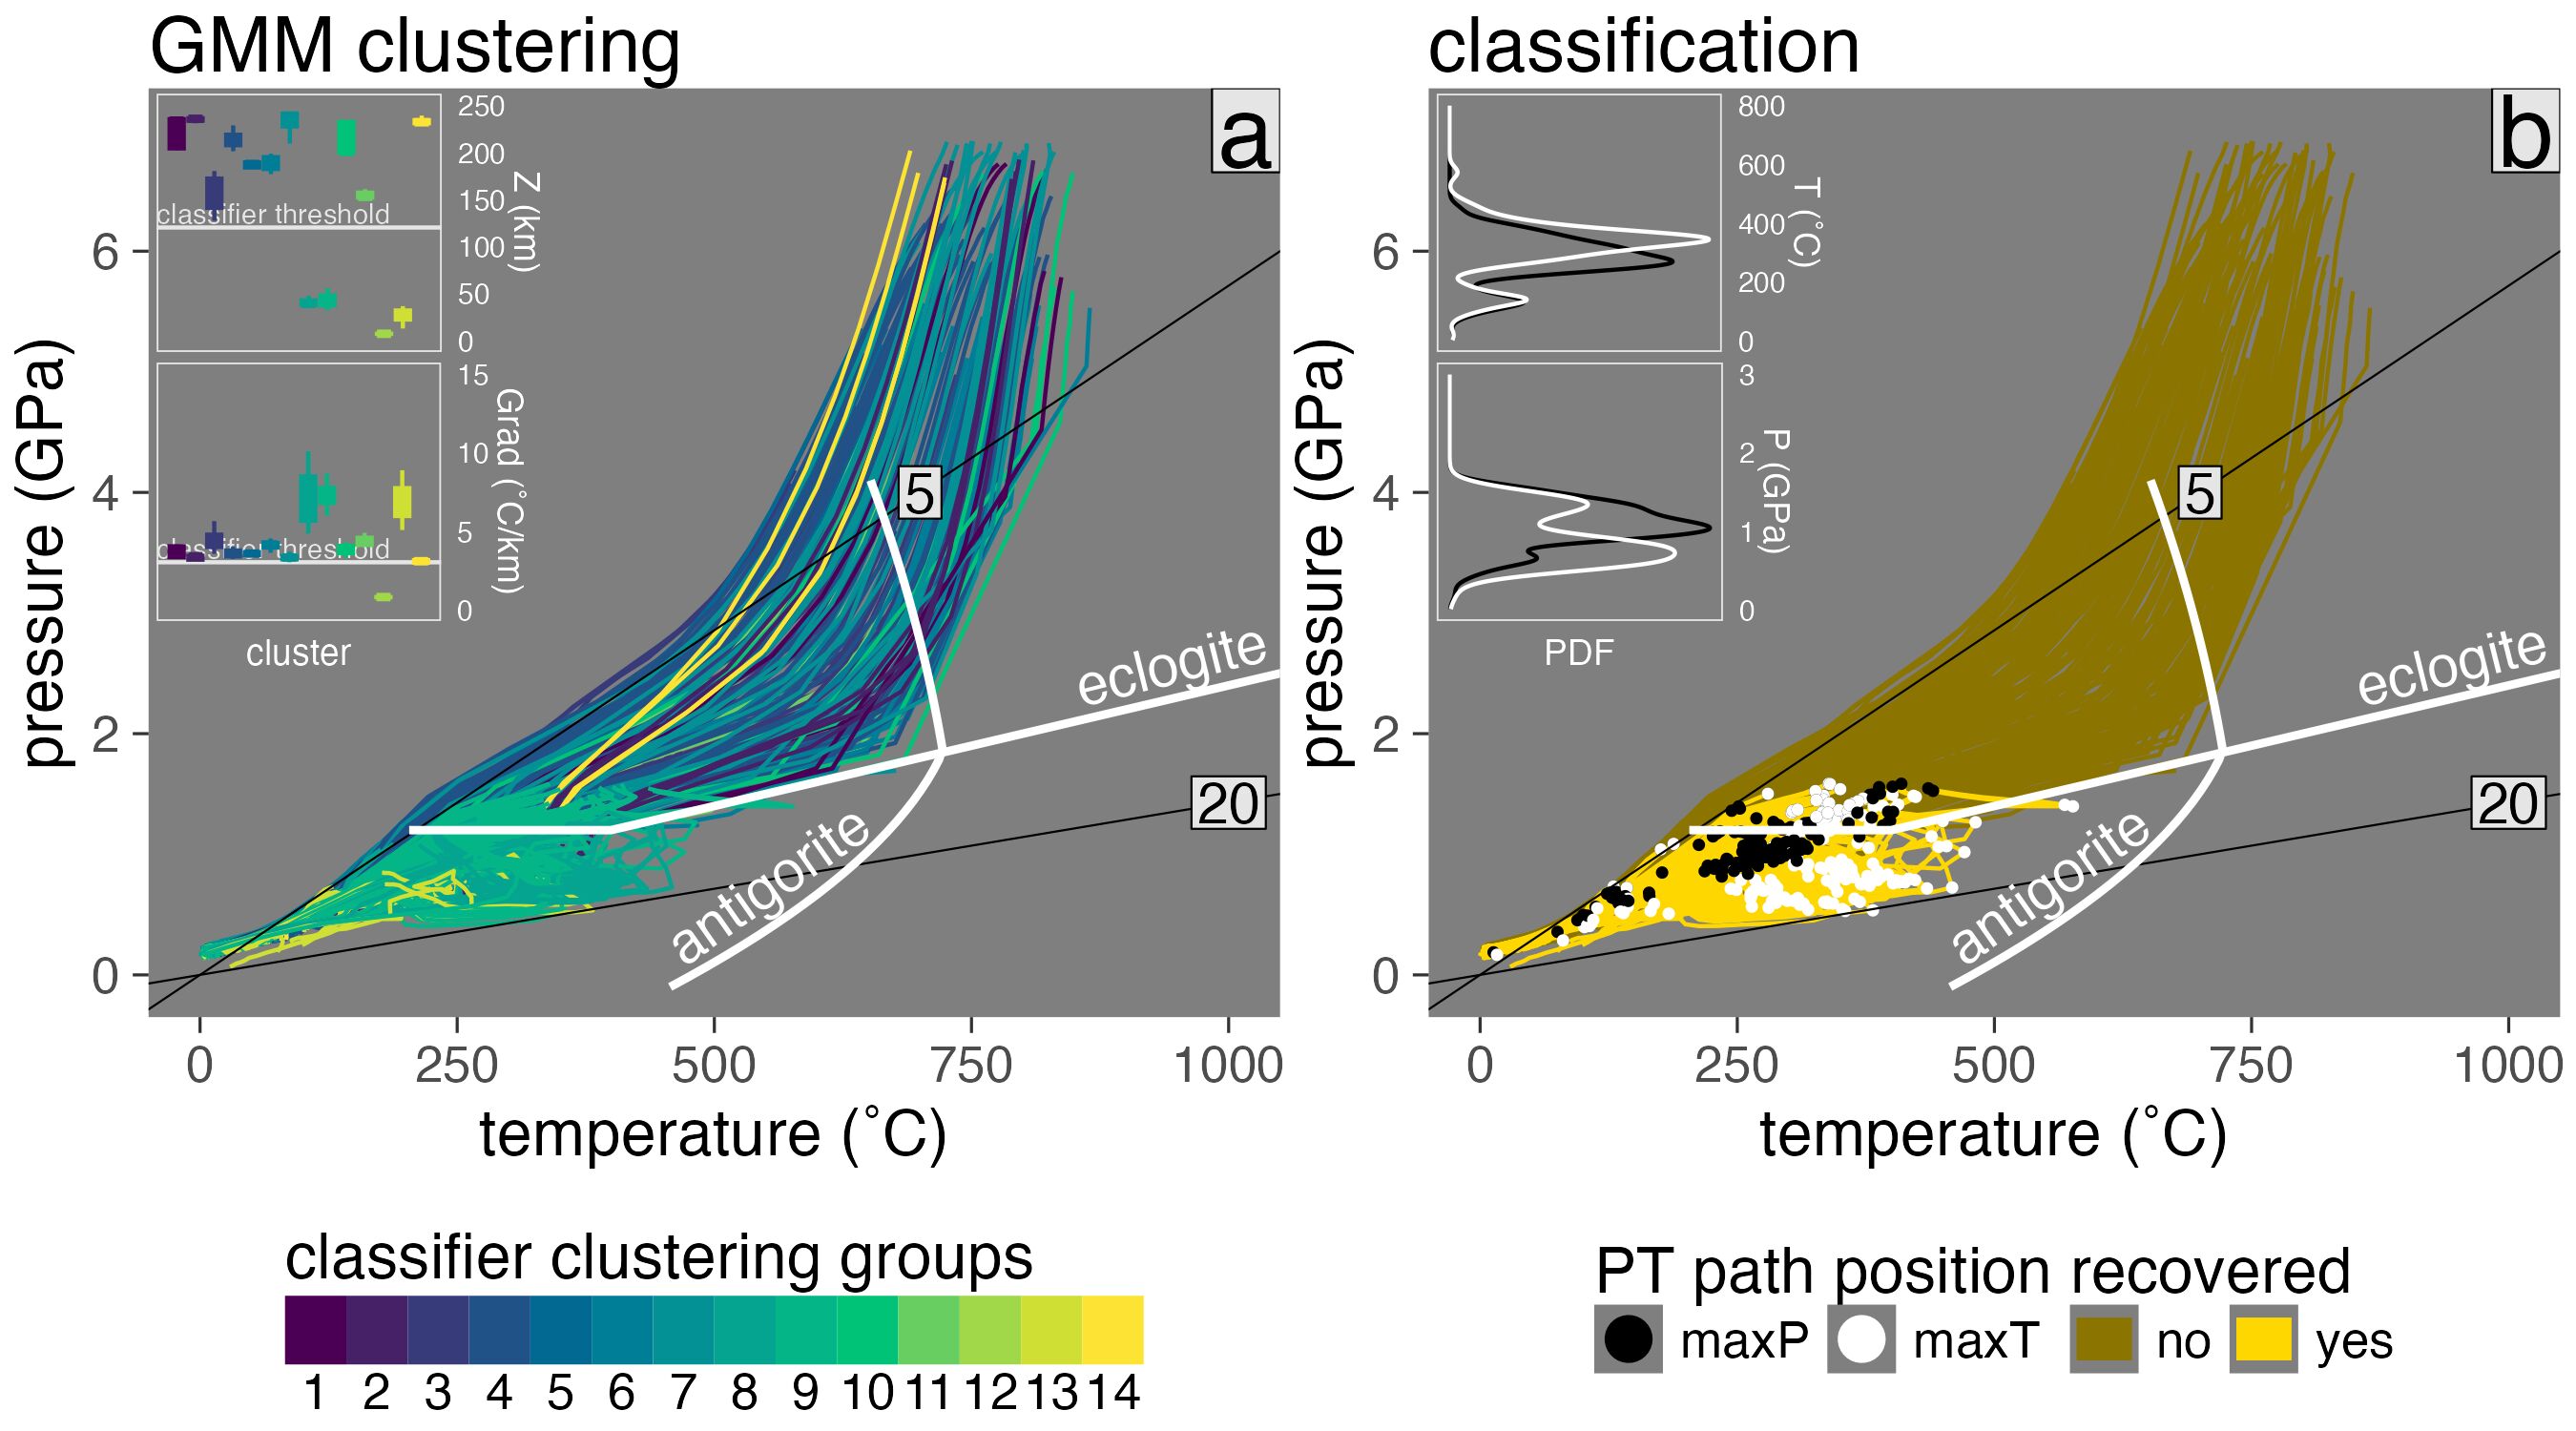 GMM clustering
a
250
200
150
100
50
0
Z (km)
classifier threshold
15
10
5
0
Grad (˚C/km)
classifier threshold
cluster
6
4
2
0
pressure (GPa)
5
20
eclogite
antigorite
0 250 500 750 1000
temperature (˚C)
classification
b
800
600
400
200
0
T (˚C)
3
2
1
0
P (GPa)
PDF
6
4
2
0
pressure (GPa)
5
20
eclogite
antigorite
0 250 500 750 1000
temperature (˚C)
classifier clustering groups
1 2 3 4 5 6 7 8 9 10 11 12 13 14
PT path position recovered
maxP maxT no yes